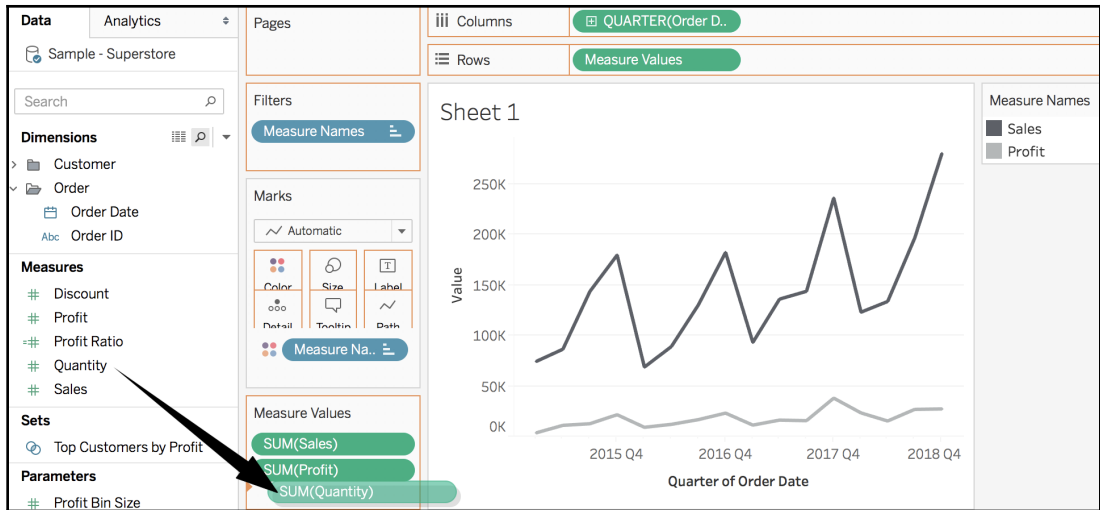 Data
Analytics
Sample - Superstore
Search
Dimensions
Customer
Order
Order Date
Abc Order ID
Measures
# Discount
# Profit
=# Profit Ratio
# Quantity
# Sales
Sets
Top Customers by Profit
Parameters
# Profit Bin Size
Pages
Filters
Measure Names
Marks
Automatic
Color Size T Label
Detail Tooltip Path
Measure Na..
Measure Values
SUM(Sales)
SUM(Profit)
SUM(Quantity)
Columns
QUARTER(Order D..
Rows
Measure Values
Sheet 1
250K
200K
150K
100K
50K
0K
Value
2015 Q4 2016 Q4 2017 Q4 2018 Q4
Quarter of Order Date
Measure Names
Sales
Profit